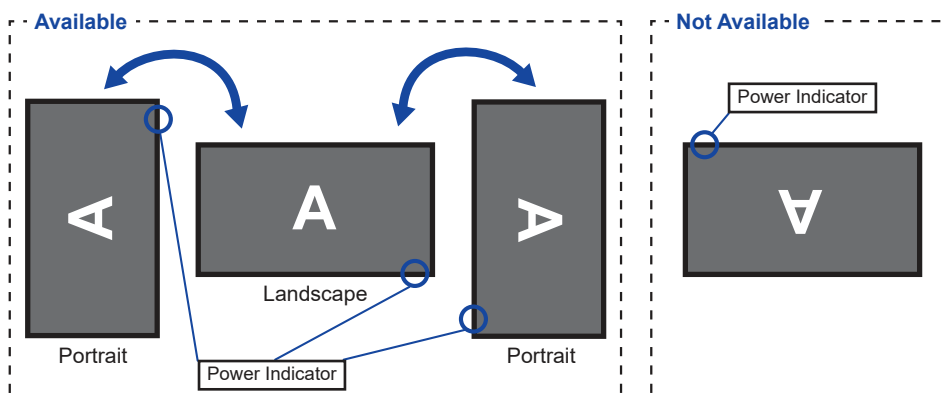 Available
Not Available
Power Indicator
A
A
A
A
Landscape
Portrait
Portrait
Power Indicator